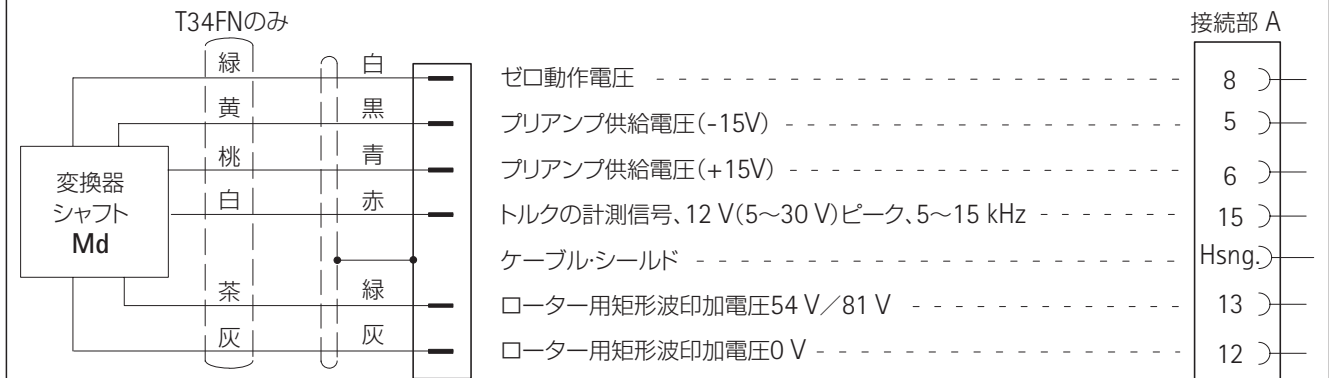 T34FNのみ 接続部 A
緑 白 ゼロ動作電圧 8
黄 黒 プリアンプ供給電圧(-15V) 5
桃 青 プリアンプ供給電圧(+15V) 6
変換器
シャフト
Md
白 赤 トルクの計測信号、12 V(5～30 V)ピーク、5～15 kHz 15
ケーブル・シールド Hsng.
茶 緑 ローター用矩形波印加電圧54 V／81 V 13
灰 灰 ローター用矩形波印加電圧0 V 12